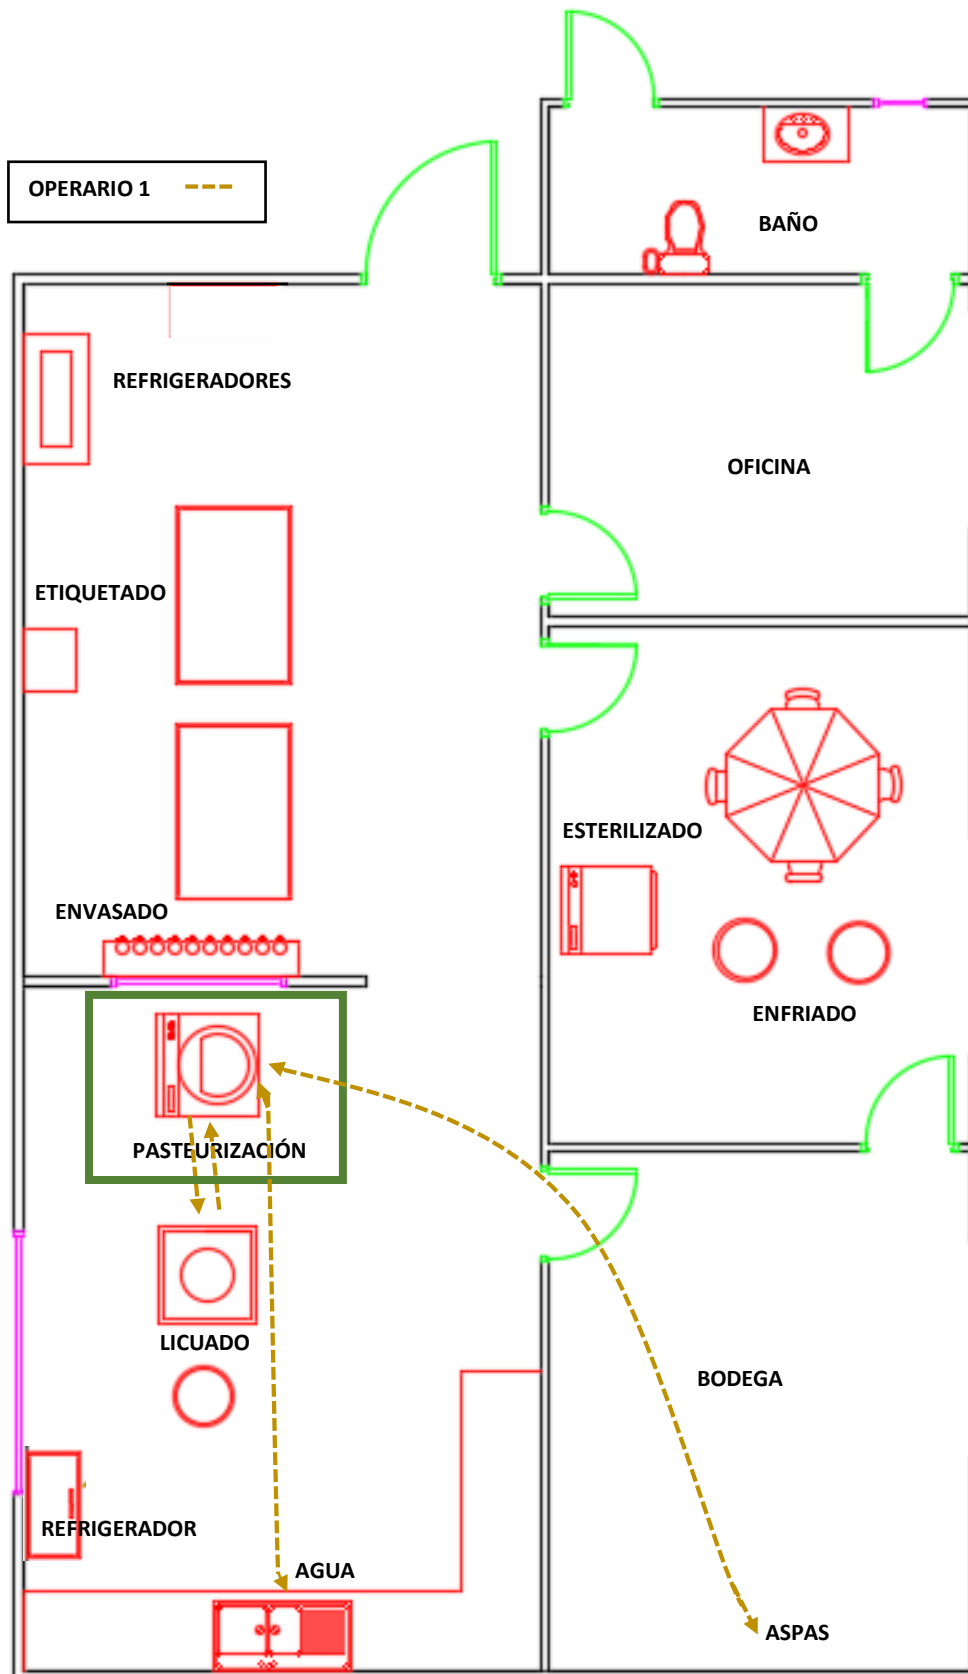 OPERARIO 1
BAÑO
REFRIGERADORES
OFICINA
ETIQUETADO
ESTERILIZADO
ENVASADO
ENFRIADO
PASTEURIZACIÓN
LICUADO
BODEGA
REFRIGERADOR
AGUA
ASPAS